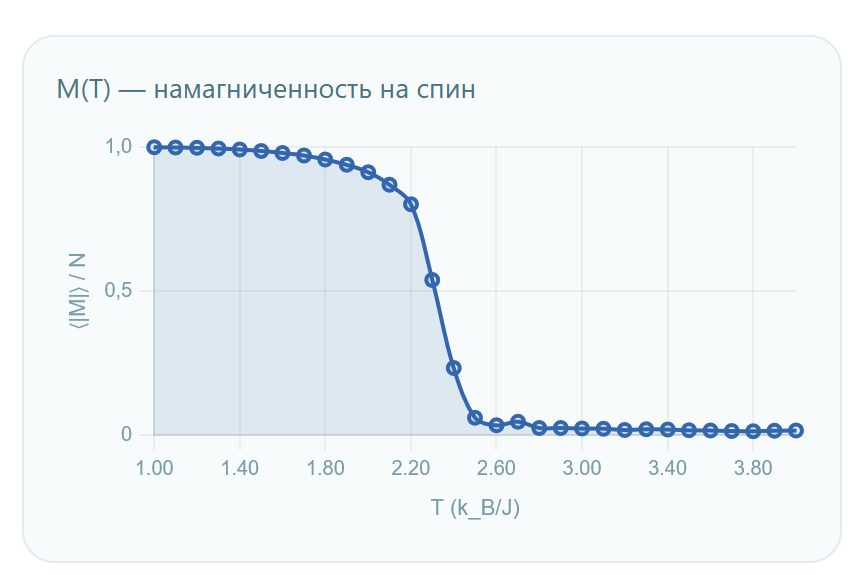 M(T) — намагниченность на спин
1,0
0,5
0
⟨|M|⟩ / N
1.00 1.40 1.80 2.20 2.60 3.00 3.40 3.80
T (k_B/J)